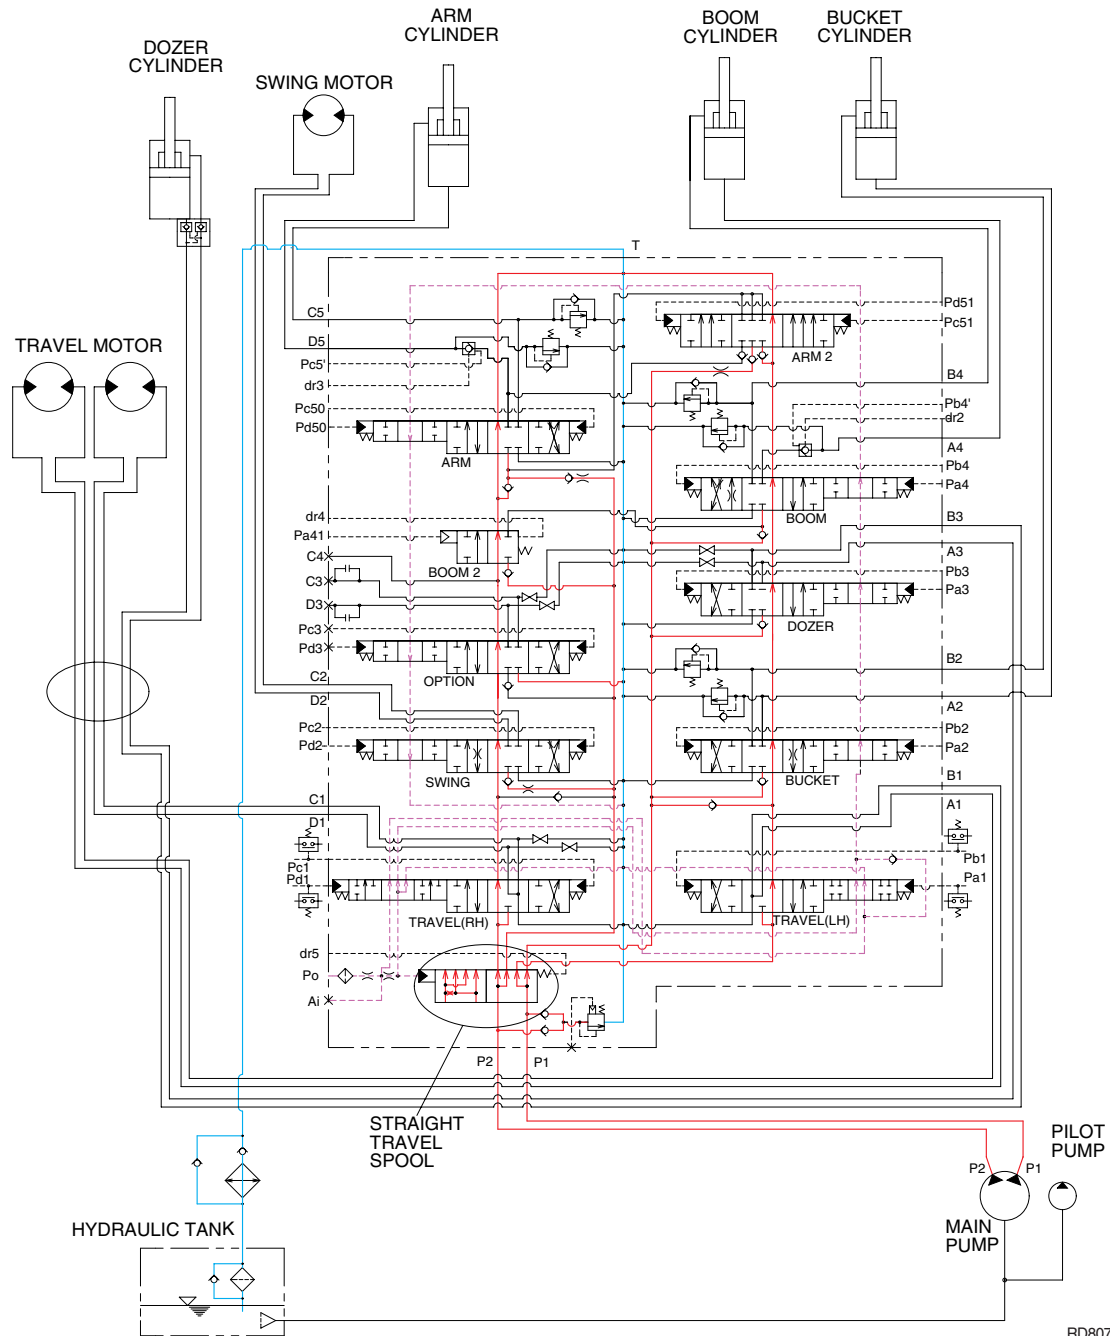 ARM
CYLINDER
BOOM
CYLINDER
BUCKET
CYLINDER
DOZER
CYLINDER
SWING MOTOR
TRAVEL MOTOR
T
C5
D5
Pc5'
dr3
Pc50
Pd50
ARM
Pd51
Pc51
ARM 2
B4
Pb4'
dr2
A4
Pb4
Pa4
BOOM
dr4
Pa41
C4
BOOM 2
C3
D3
B3
A3
Pb3
Pa3
DOZER
Pc3
Pd3
OPTION
C2
D2
B2
A2
Pc2
Pd2
SWING
Pb2
Pa2
BUCKET
C1
D1
B1
A1
Pc1
Pd1
TRAVEL(RH)
Pb1
Pa1
TRAVEL(LH)
dr5
Po
Ai
P2
P1
STRAIGHT
TRAVEL
SPOOL
PILOT
PUMP
P2
P1
MAIN
PUMP
HYDRAULIC TANK
RD807